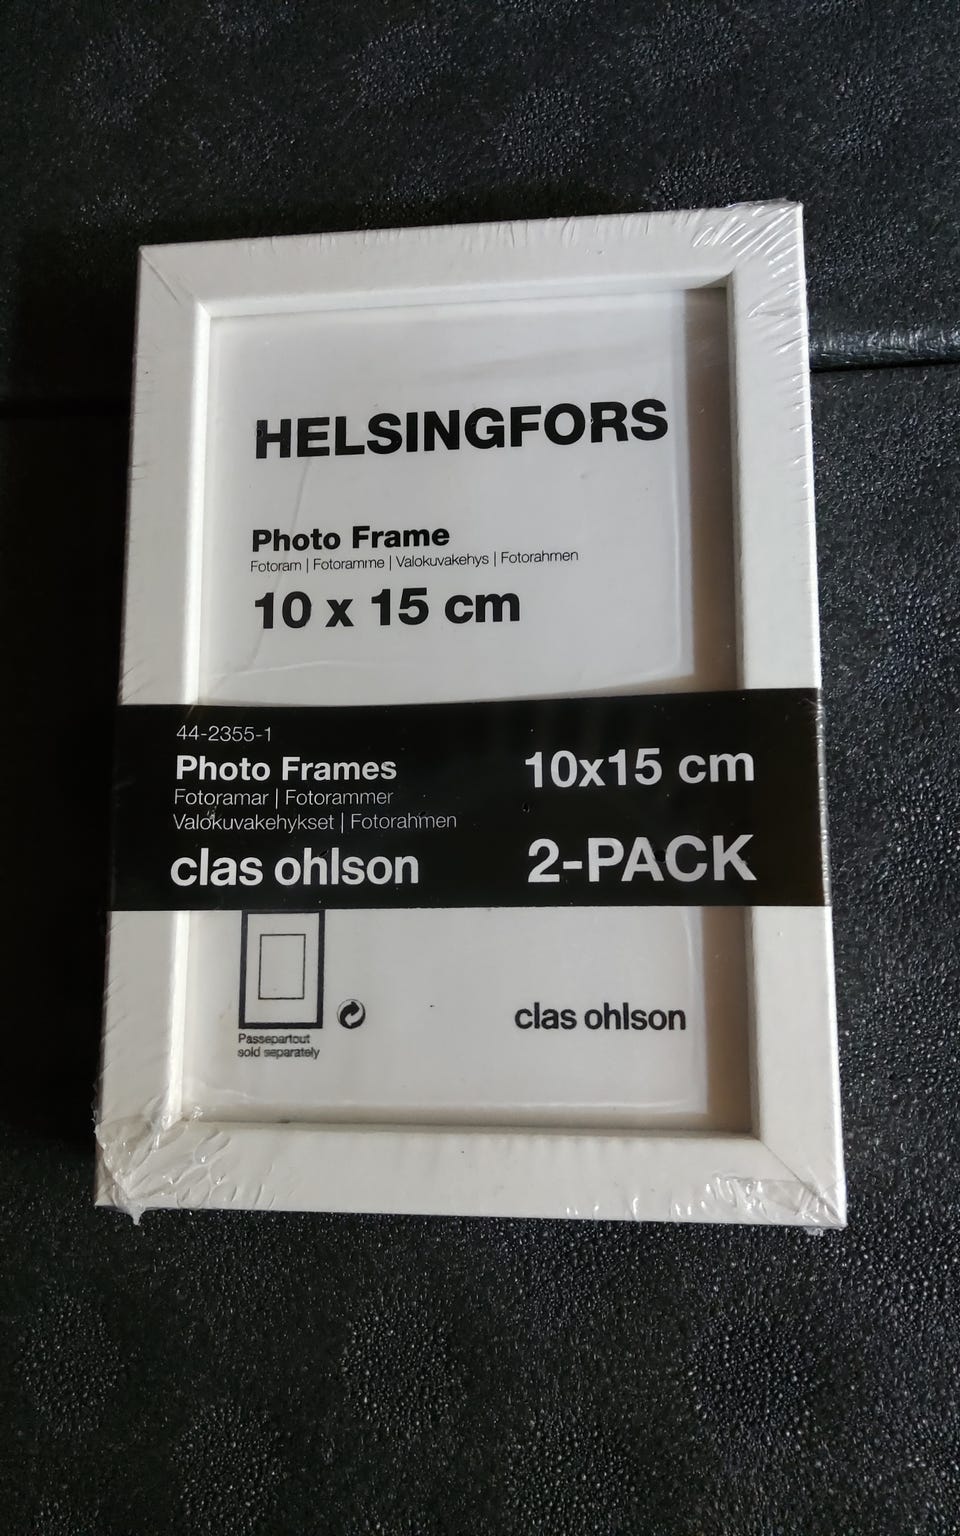 HELSINGFORS
Photo Frame
Fotoram | Fotoramme | Valokuvakehys | Fotorahmen
10 x 15 cm
44-2355-1
Photo Frames
Fotoramar | Fotorammer
Valokuvakehykset | Fotorahmen
clas ohlson
10x15 cm
2-PACK
Passepartout
sold separately
clas ohlson